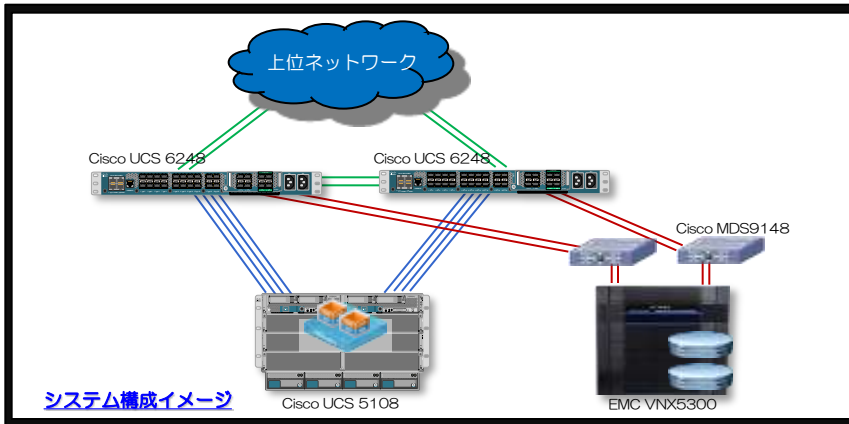 上位ネットワーク
Cisco UCS 6248
Cisco UCS 6248
Cisco MDS9148
システム構成イメージ
Cisco UCS 5108
EMC VNX5300